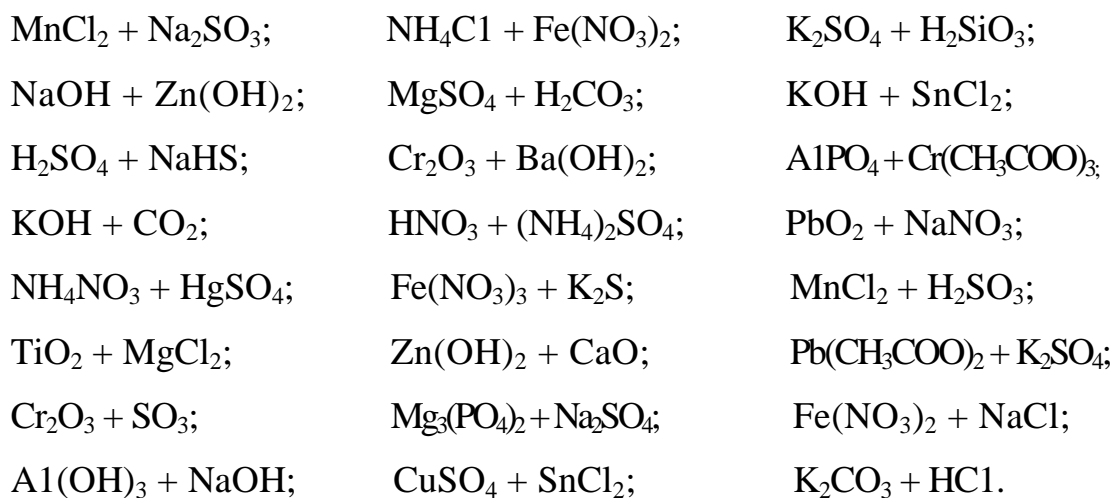 MnCl₂ + Na₂SO₃; NH₄C1 + Fe(NO₃)₂; K₂SO₄ + H₂SiO₃;
NaOH + Zn(OH)₂; MgSO₄ + H₂CO₃; KOH + SnCl₂;
H₂SO₄ + NaHS; Cr₂O₃ + Ba(OH)₂; A1PO₄ + Cr(CH₃COO)₃;
KOH + CO₂; HNO₃ + (NH₄)₂SO₄; PbO₂ + NaNO₃;
NH₄NO₃ + HgSO₄; Fe(NO₃)₃ + K₂S; MnCl₂ + H₂SO₃;
TiO₂ + MgCl₂; Zn(OH)₂ + CaO; Pb(CH₃COO)₂ + K₂SO₄;
Cr₂O₃ + SO₃; Mg₃(PO₄)₂ + Na₂SO₄; Fe(NO₃)₂ + NaCl;
A1(OH)₃ + NaOH; CuSO₄ + SnCl₂; K₂CO₃ + HC1.